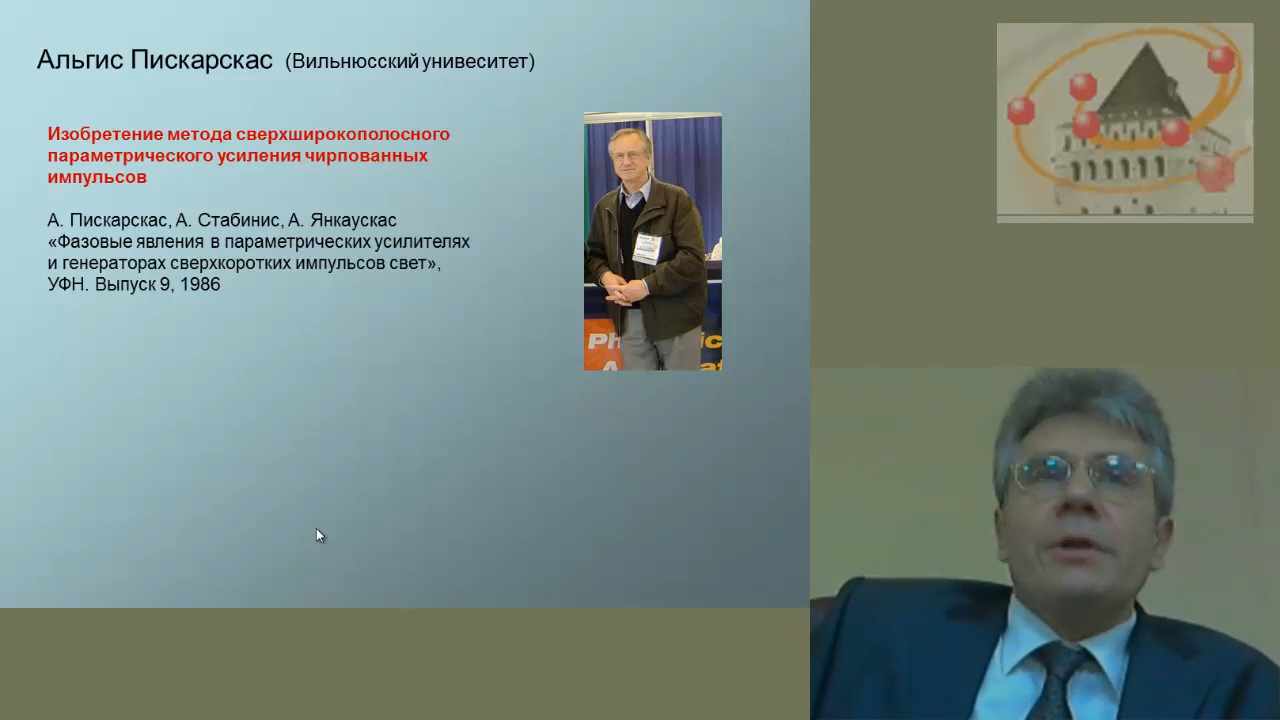 Альгис Пискарскас (Вильнюсский унивеситет)
Изобретение метода сверхширокополосного
параметрического усиления чирпованных
импульсов
А. Пискарскас, А. Стабинис, А. Янкаускас
«Фазовые явления в параметрических усилителях
и генераторах сверхкоротких импульсов свет»,
УФН. Выпуск 9, 1986